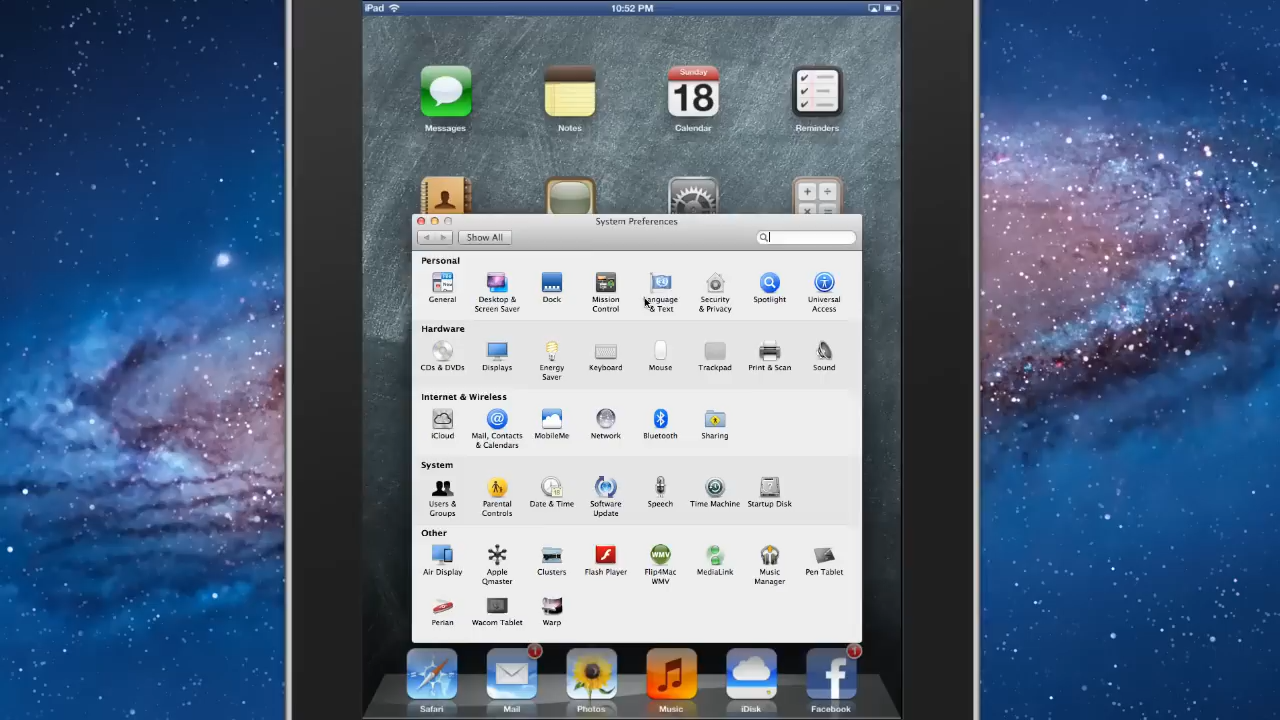 iPad 10:52 PM
Sunday
18
Messages Notes Calendar Reminders
System Preferences
Show All
Personal
General Desktop & Screen Saver Dock Mission Control Language & Text Security & Privacy Spotlight Universal Access
Hardware
CDs & DVDs Displays Energy Saver Keyboard Mouse Trackpad Print & Scan Sound
Internet & Wireless
iCloud Mail, Contacts & Calendars MobileMe Network Bluetooth Sharing
System
Users & Groups Parental Controls Date & Time Software Update Speech Time Machine Startup Disk
Other
WMV
Air Display Apple Qmaster Clusters Flash Player Flip4Mac WMV MediaLink Music Manager Pen Tablet
Perian Wacom Tablet Warp
1 1
Safari Mail Photos Music iDisk Facebook